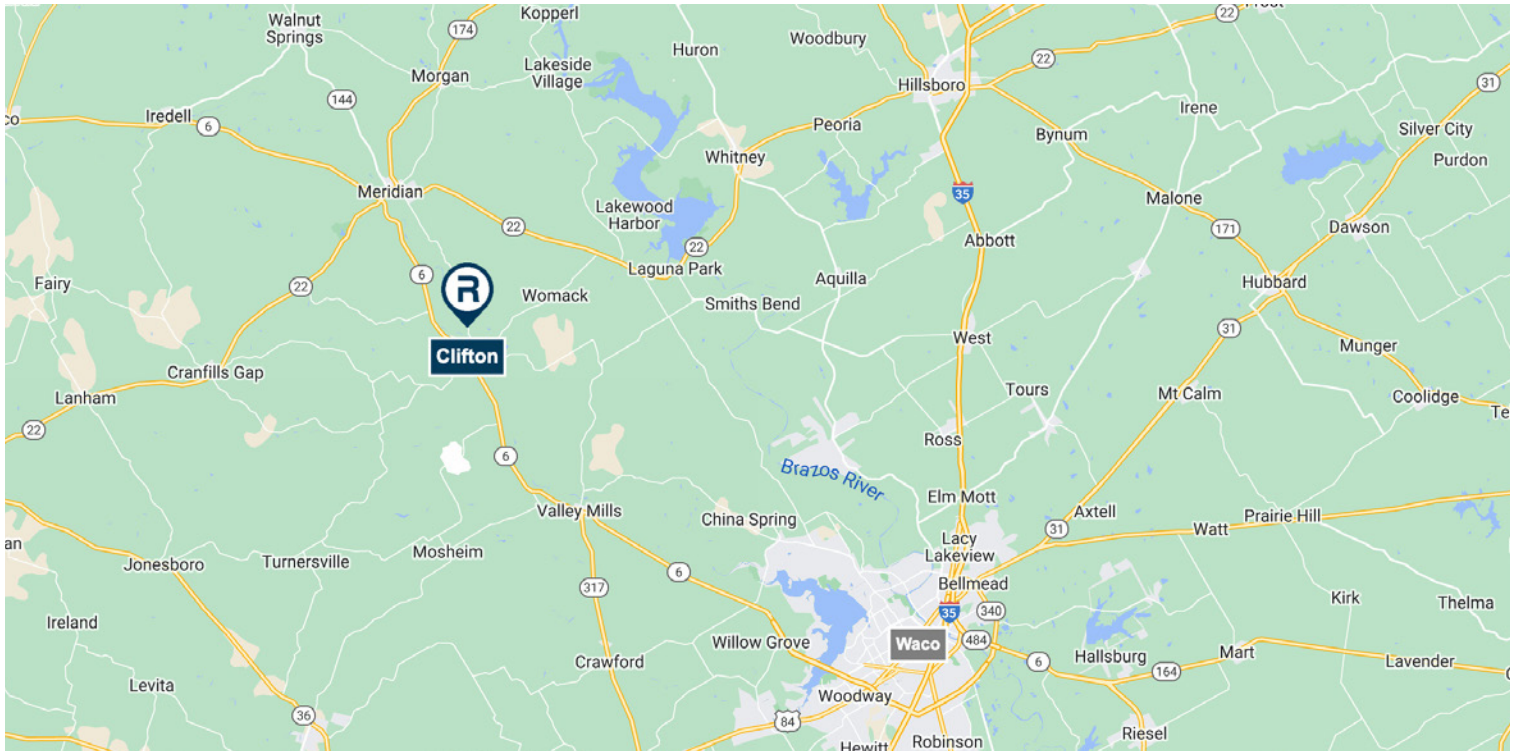 Kopperl
22
Frost
Walnut
Springs
174
Woodbury
Huron
Lakeside
Village
22
Morgan
Hillsboro
31
144
Irene
Iredell
6
Peoria
Bynum
Silver City
Purdon
Whitney
Meridian
35
Malone
Lakewood
Harbor
22
171
Dawson
22
Abbott
6
Laguna Park
Aquilla
Hubbard
Fairy
22
R
Womack
Smiths Bend
31
West
Munger
Clifton
Cranfills Gap
Tours
Mt Calm
Lanham
Coolidge
Te
22
Ross
6
Brazos River
Elm Mott
Valley Mills
China Spring
Axtell
31
Watt
Prairie Hill
an
Mosheim
Lacy
Lakeview
Jonesboro
Turnersville
6
Bellmead
317
35
340
Kirk
Thelma
Ireland
Willow Grove
Waco
484
6
Hallsburg
Mart
Crawford
164
Lavender
Levita
Woodway
36
84
Riesel
Hewitt
Robinson